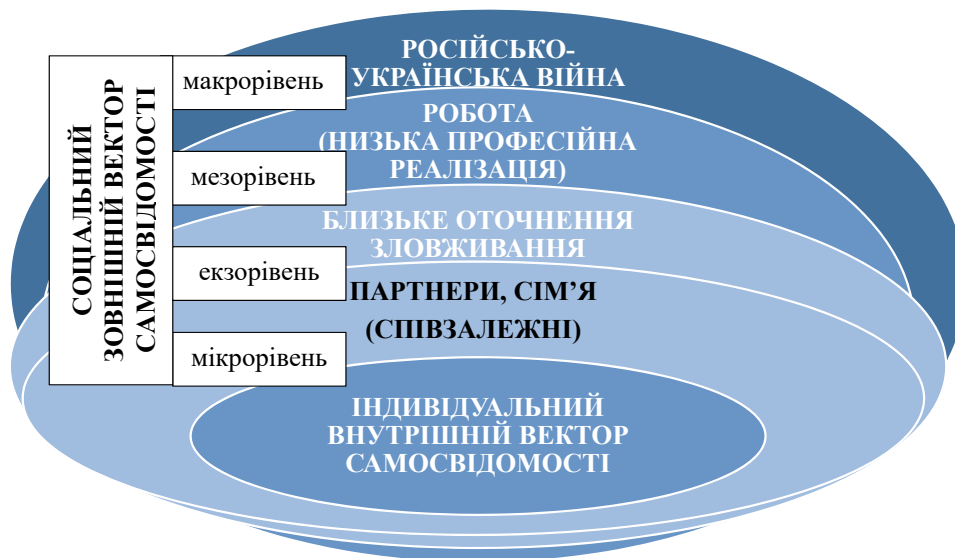 СОЦІАЛЬНИЙ
ЗОВНІШНІЙ ВЕКТОР
САМОСВІДОМОСТІ
макрорівень
мезорівень
екзорівень
мікрорівень
РОСІЙСЬКО-
УКРАЇНСЬКА ВІЙНА
РОБОТА
(НИЗЬКА ПРОФЕСІЙНА
РЕАЛІЗАЦІЯ)
БЛИЗЬКЕ ОТОЧЕННЯ
ЗЛОВЖИВАННЯ
ПАРТНЕРИ, СІМ’Я
(СПІВЗАЛЕЖНІ)
ІНДИВІДУАЛЬНИЙ
ВНУТРІШНІЙ ВЕКТОР
САМОСВІДОМОСТІ